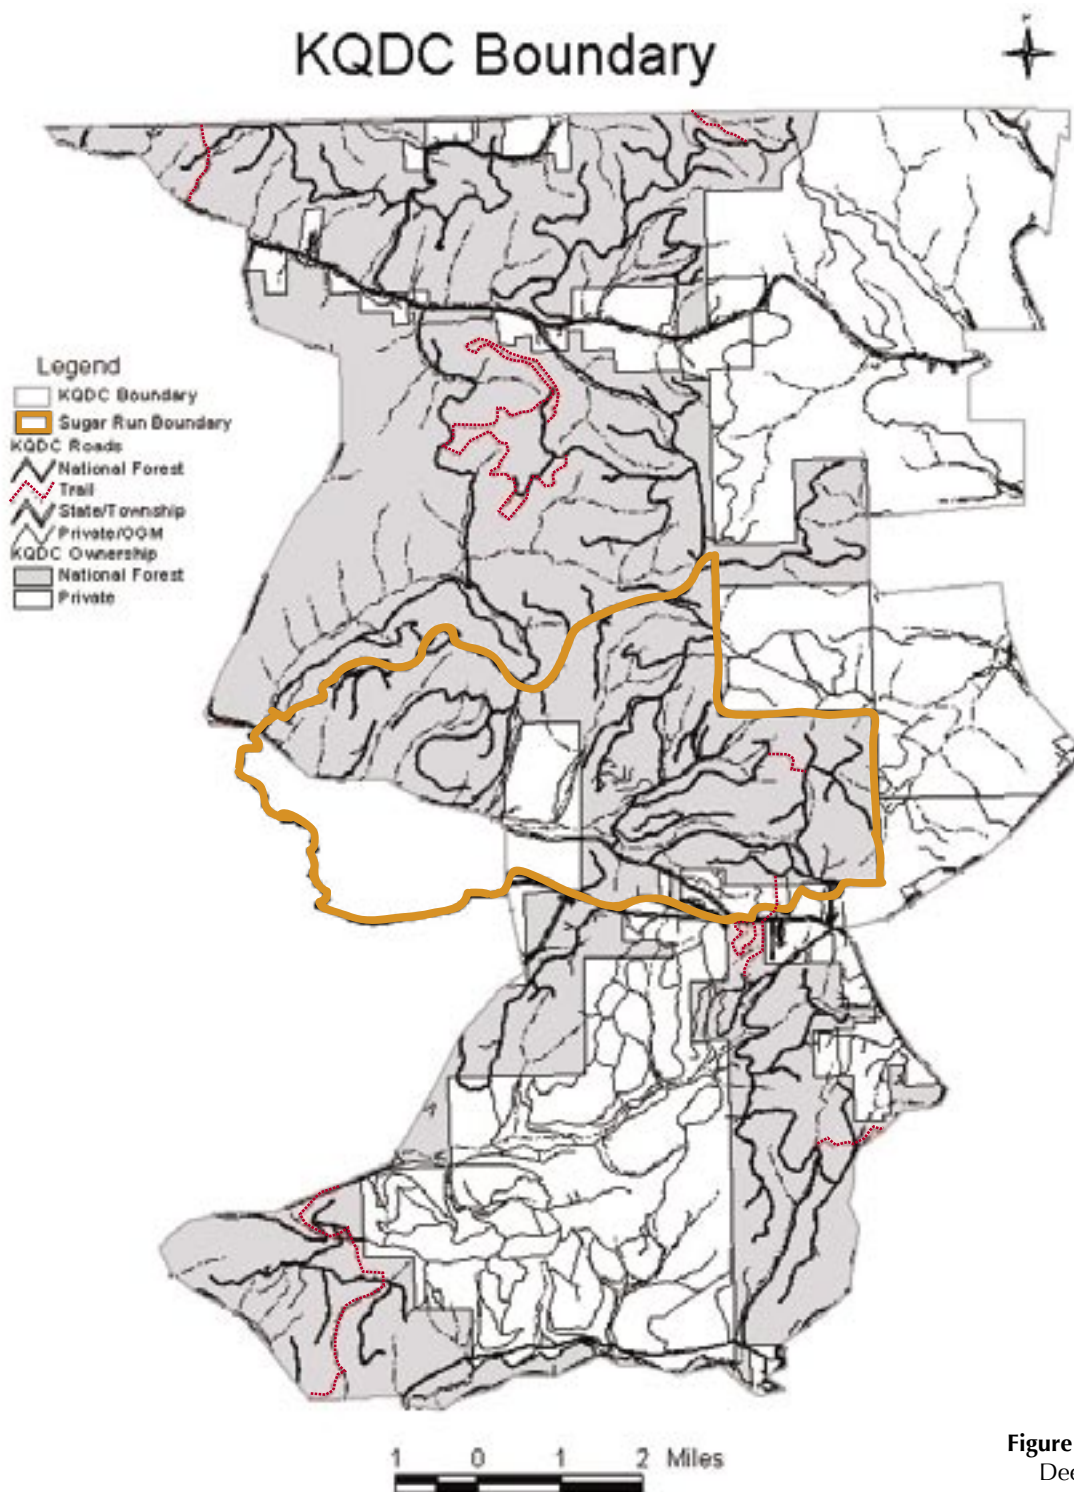 KQDC Boundary
N
Legend
KQDC Boundary
Sugar Run Boundary
KQDC Roads
National Forest
Trail
State/Township
Private/OGM
KQDC Ownership
National Forest
Private
1 0 1 2 Miles
Figure
Dee